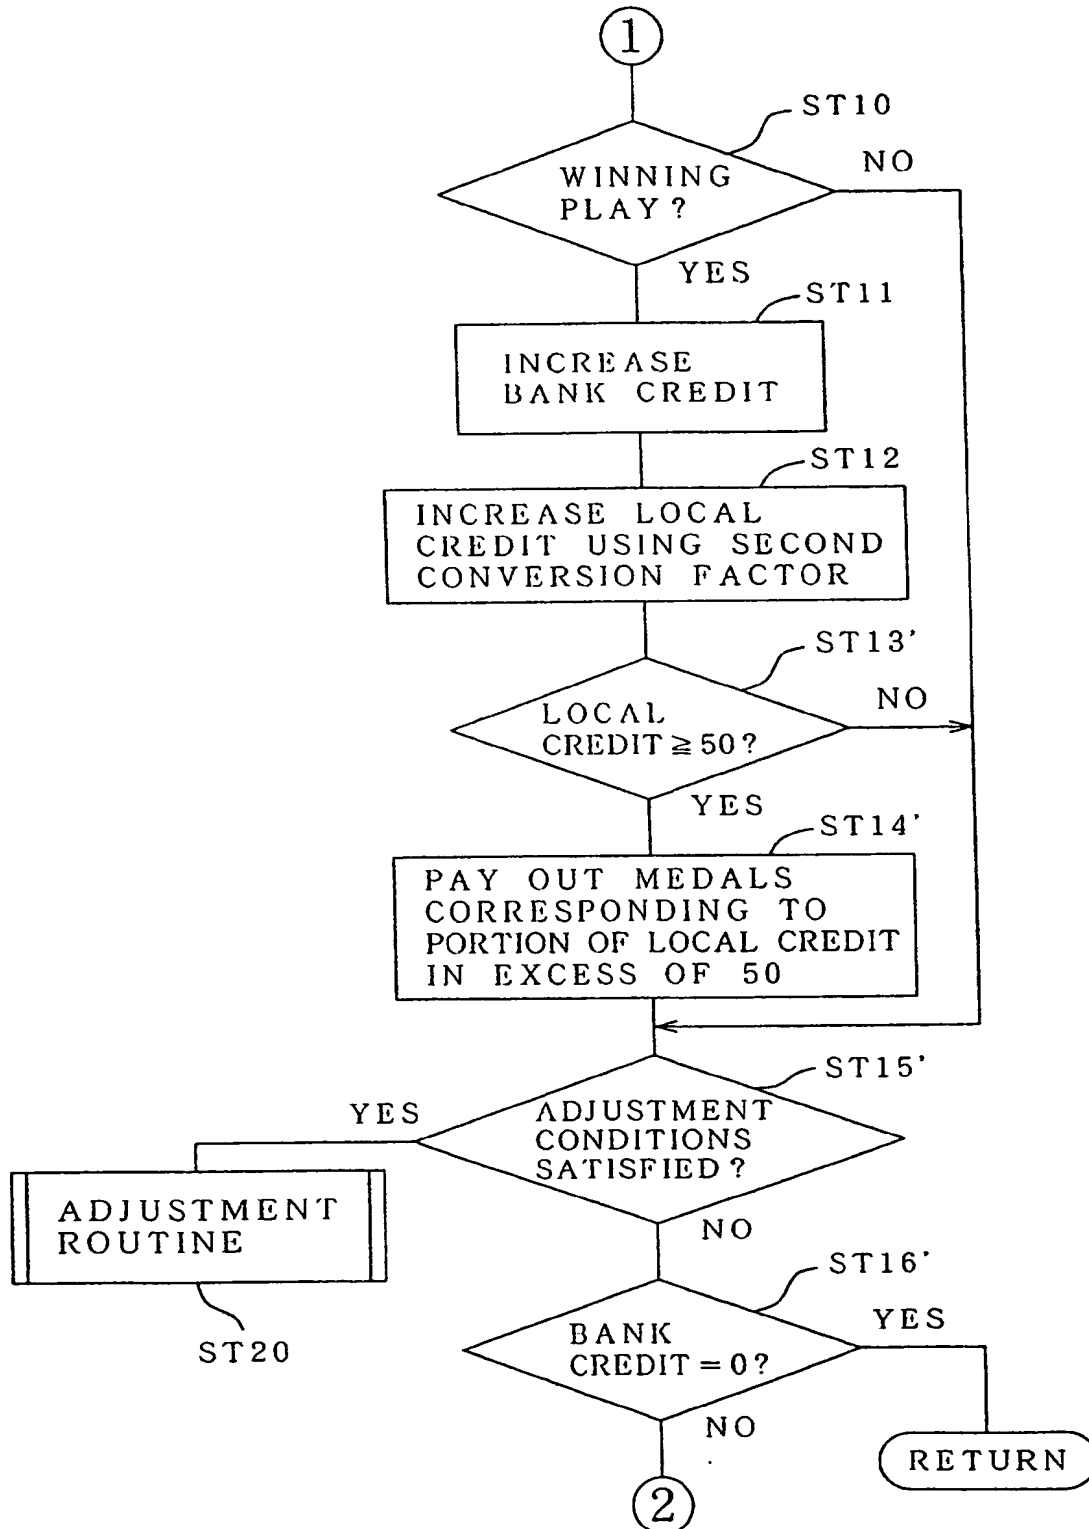 1
ST10
NO
WINNING
PLAY?
YES
ST11
INCREASE
BANK CREDIT
ST12
INCREASE LOCAL
CREDIT USING SECOND
CONVERSION FACTOR
ST13'
NO
LOCAL
CREDIT ≧ 50?
YES
ST14'
PAY OUT MEDALS
CORRESPONDING TO
PORTION OF LOCAL CREDIT
IN EXCESS OF 50
ST15'
YES
ADJUSTMENT
CONDITIONS
SATISFIED?
ADJUSTMENT
ROUTINE
NO
ST16'
ST20
YES
BANK
CREDIT = 0?
NO
RETURN
2